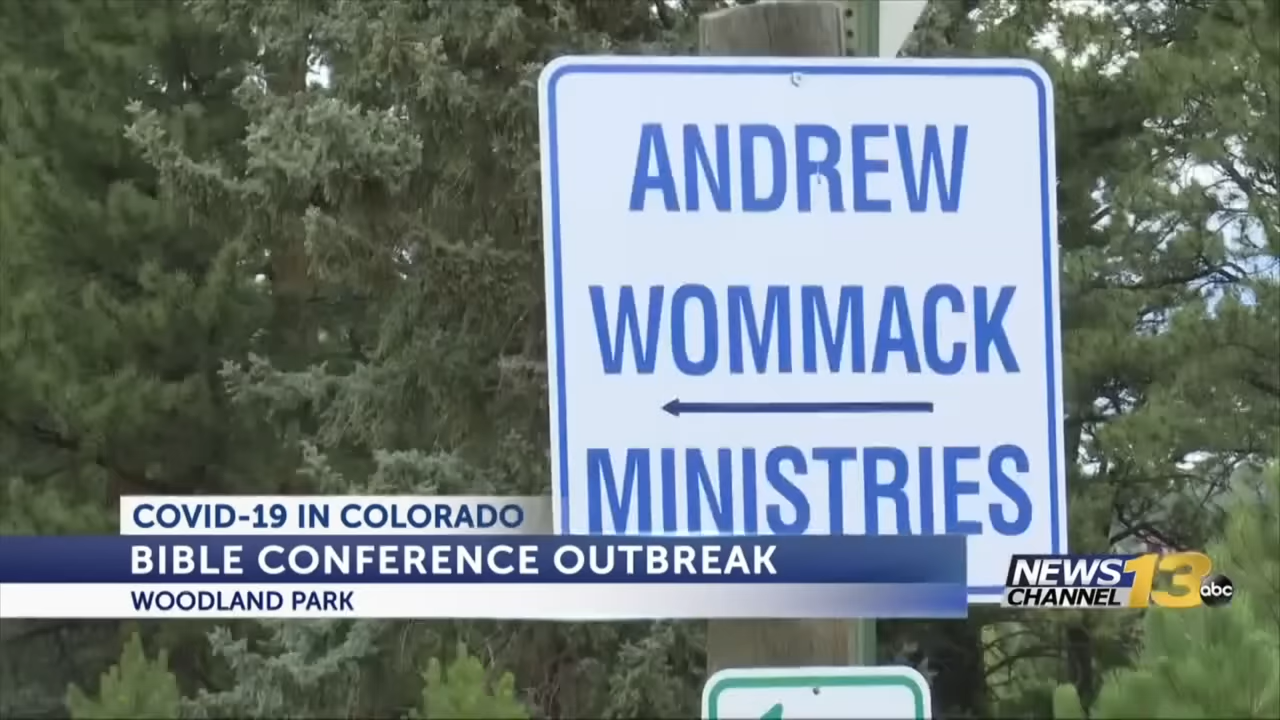 ANDREW
WOMMACK
MINISTRIES
COVID-19 IN COLORADO
BIBLE CONFERENCE OUTBREAK
WOODLAND PARK
NEWS
CHANNEL 13 abc